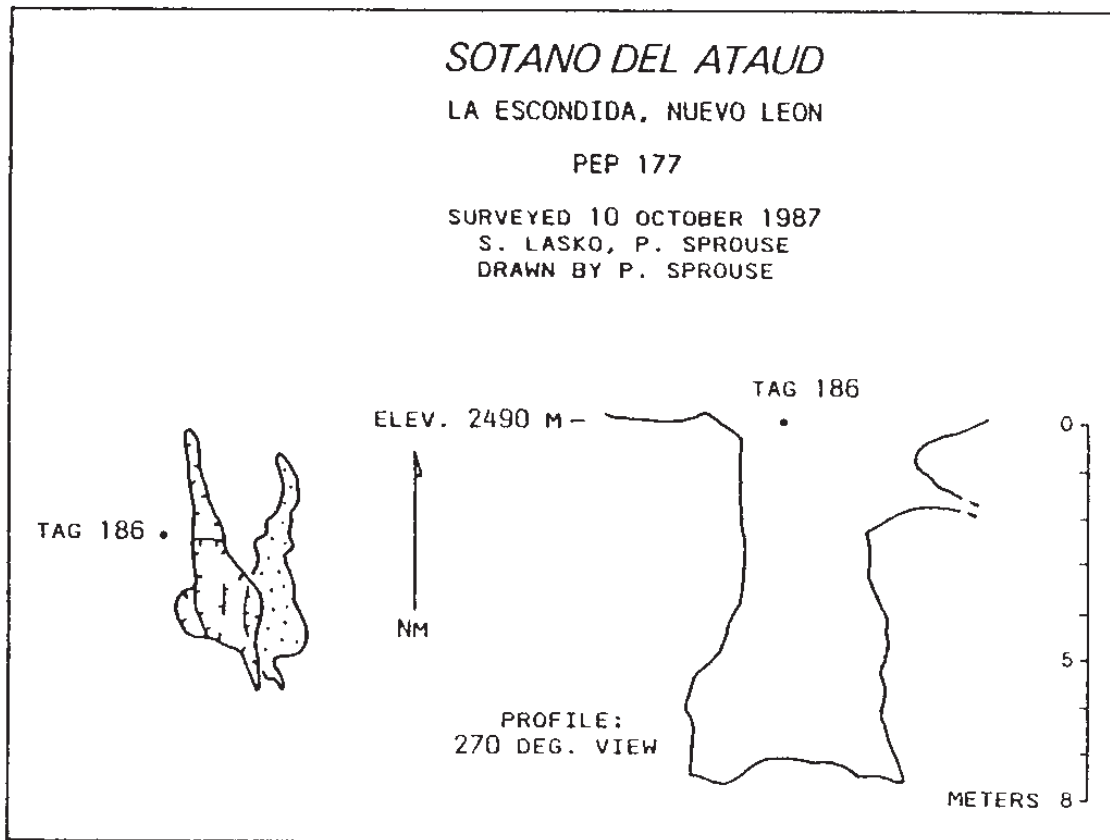 SOTANO DEL ATAUD
LA ESCONDIDA, NUEVO LEON
PEP 177
SURVEYED 10 OCTOBER 1987
S. LASKO, P. SPROUSE
DRAWN BY P. SPROUSE
TAG 186
ELEV. 2490 M
0
TAG 186
NM
5
PROFILE:
270 DEG. VIEW
METERS 8